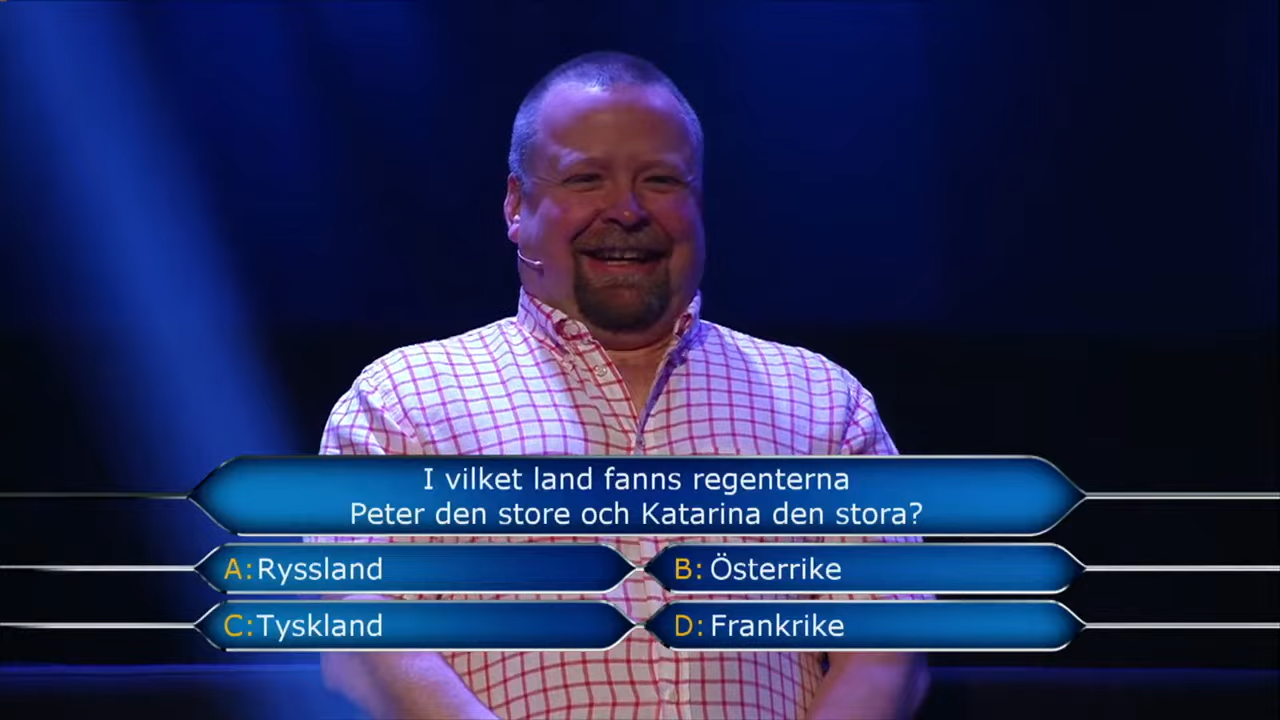 I vilket land fanns regenterna
Peter den store och Katarina den stora?
A: Ryssland
B: Österrike
C: Tyskland
D: Frankrike